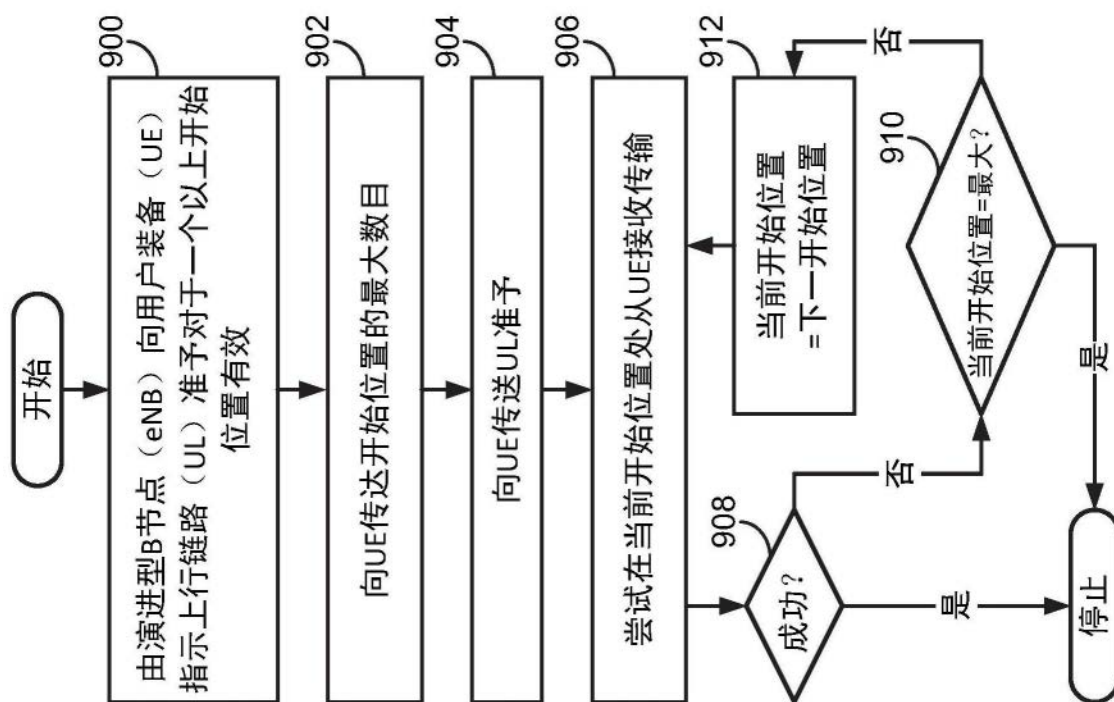 开始
900
由演进型B节点（eNB）向用户装备（UE）
指示上行链路（UL）准予对于一个以上开始
位置有效
902
向UE传达开始位置的最大数目
904
向UE传送UL准予
906
尝试在当前开始位置处从UE接收传输
908
成功？
否
是
910
当前开始位置=最大？
否
是
912
当前开始位置
=下一开始位置
停止